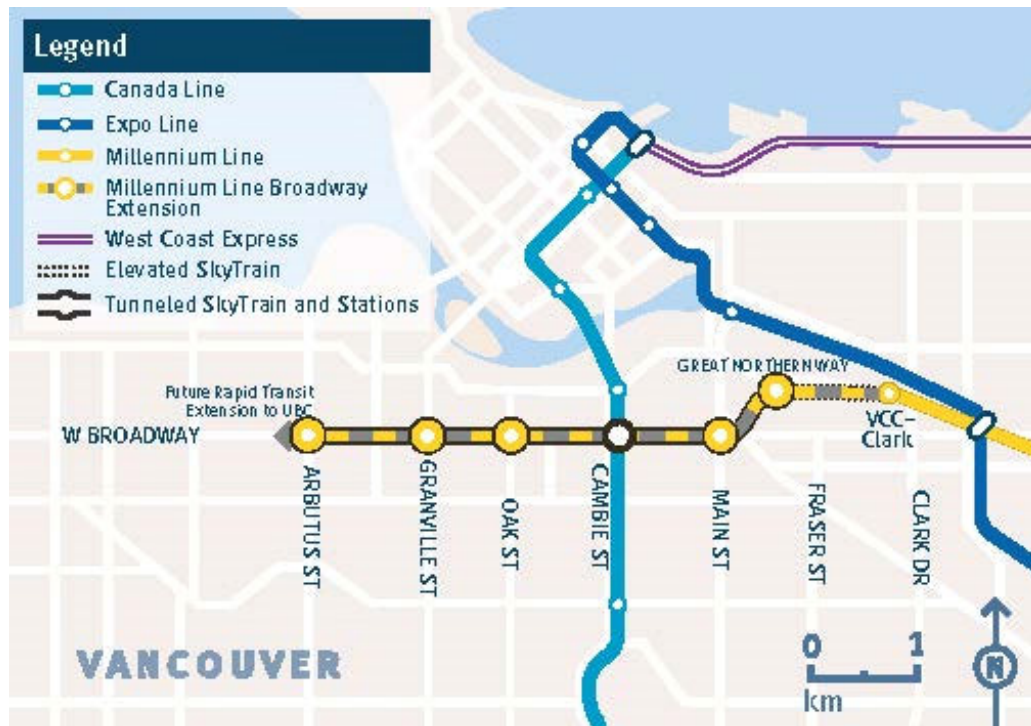 Legend
Canada Line
Expo Line
Millennium Line
Millennium Line Broadway
Extension
West Coast Express
Elevated SkyTrain
Tunneled SkyTrain and Stations
GREAT NORTHERN WAY
Future Rapid Transit
Extension to UBC
W BROADWAY
VCC–
Clark
ARBUTUS ST
GRANVILLE ST
OAK ST
CAMBIE ST
MAIN ST
FRASER ST
CLARK DR
VANCOUVER
0 1
km
N